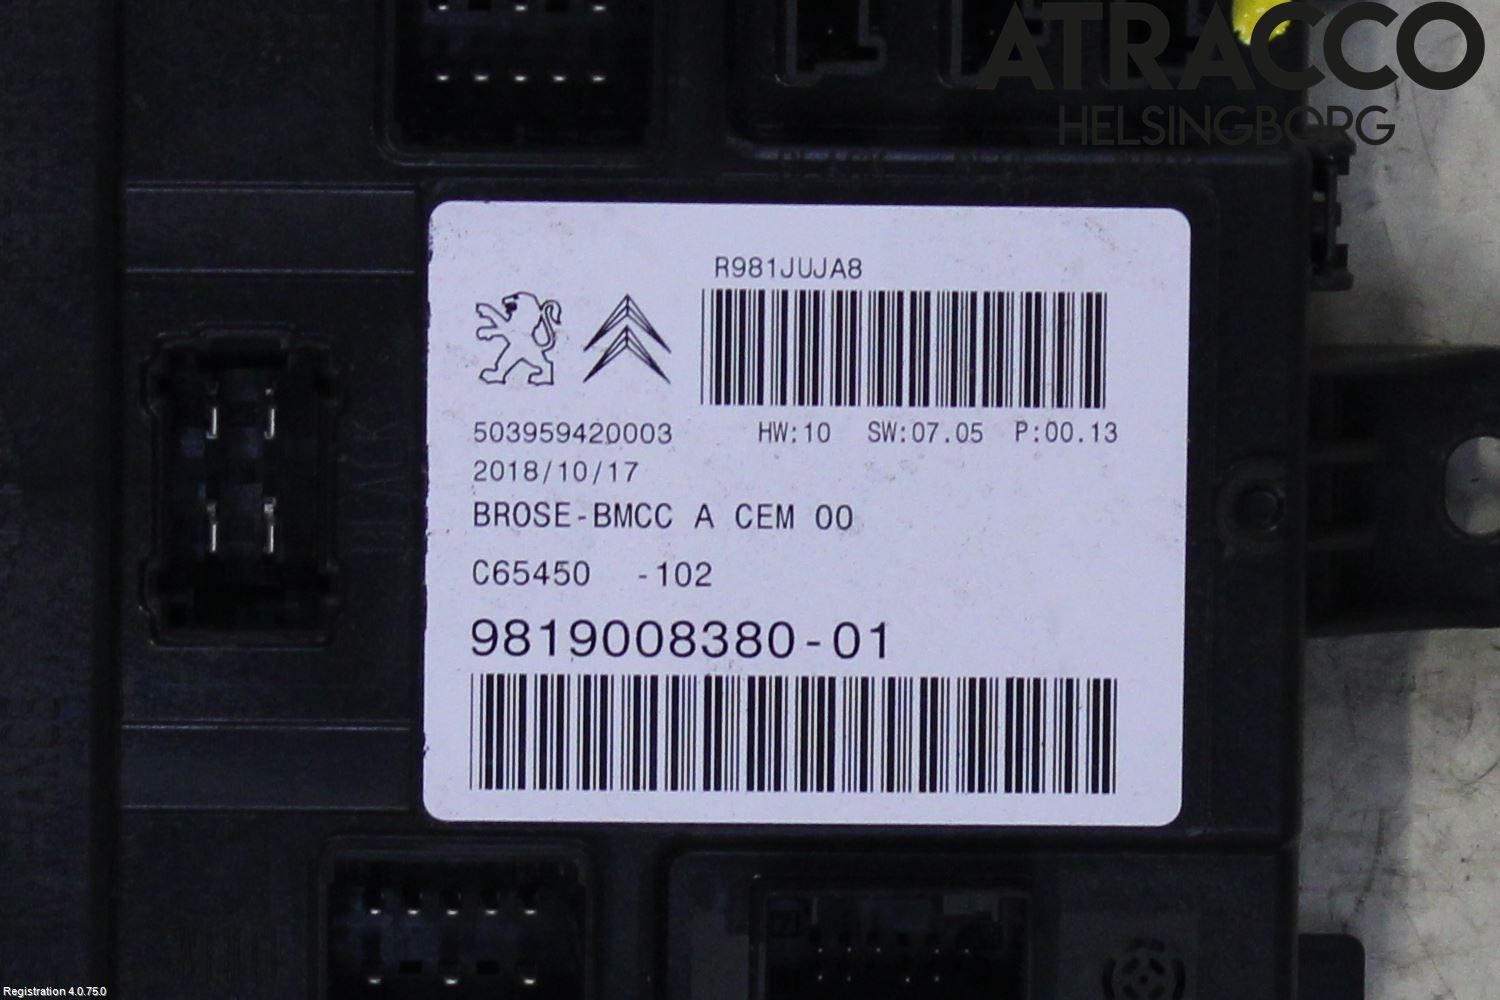 ATRACCO
HELSINGBORG
R981JUJA8
503959420003 HW:10 SW:07.05 P:00.13
2018/10/17
BROSE-BMCC A CEM 00
C65450 -102
9819008380-01
Registration 4.0.75.0